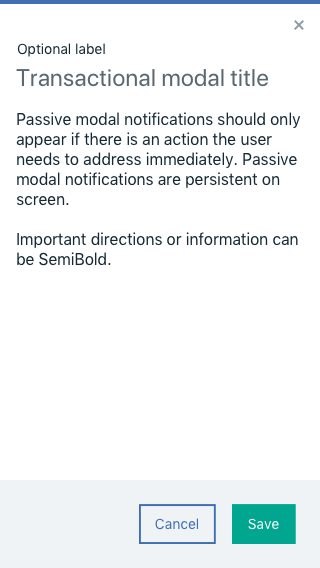 Optional label
Transactional modal title
Passive modal notifications should only
appear if there is an action the user
needs to address immediately. Passive
modal notifications are persistent on
screen.
Important directions or information can
be SemiBold.
Cancel
Save